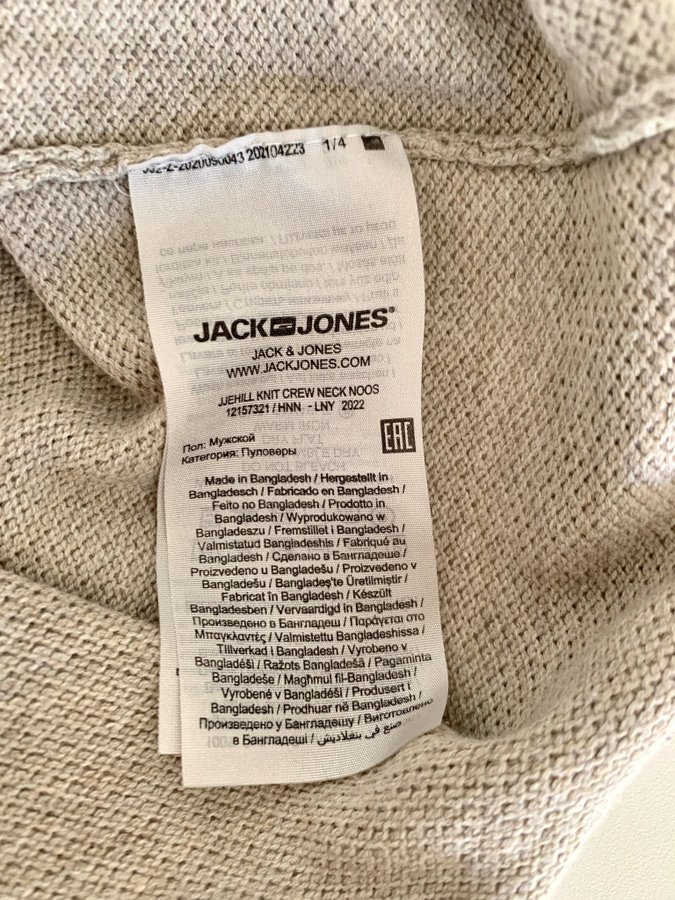 202104223 1/4
JACK JONES®
JACK & JONES
WWW.JACKJONES.COM
JJEHILL KNIT CREW NECK NOOS
12157321 / HNN - LNY 2022
Пол: Мужской
Категория: Пуловеры
EAC
Made in Bangladesh / Hergestellt in
Bangladesch / Fabricado en Bangladesh /
Feito no Bangladesh / Prodotto in
Bangladesh / Wyprodukowano w
Bangladeszu / Fremstillet i Bangladesh /
Valmistatud Bangladeshis / Fabriqué au
Bangladesh / Сделано в Бангладеше /
Proizvedeno u Bangladešu / Proizvedeno v
Bangladešu / Bangladeş'te Üretilmiştir /
Fabricat în Bangladesh / Készült
Bangladesben / Vervaardigd in Bangladesh /
Произведено в Бангладеш / Παράγεται στο
Μπαγκλαντές / Valmistettu Bangladeshissa /
Tillverkad i Bangladesh / Vyrobeno v
Bangladéši / Ražots Bangladešā / Pagaminta
Bangladeše / Magħmul fil-Bangladesh /
Vyrobené v Bangladéši / Produsert i
Bangladesh / Prodhuar në Bangladesh /
Произведено у Бангладешу / Виготовлено
в Бангладеші / صنع في بنغلاديش